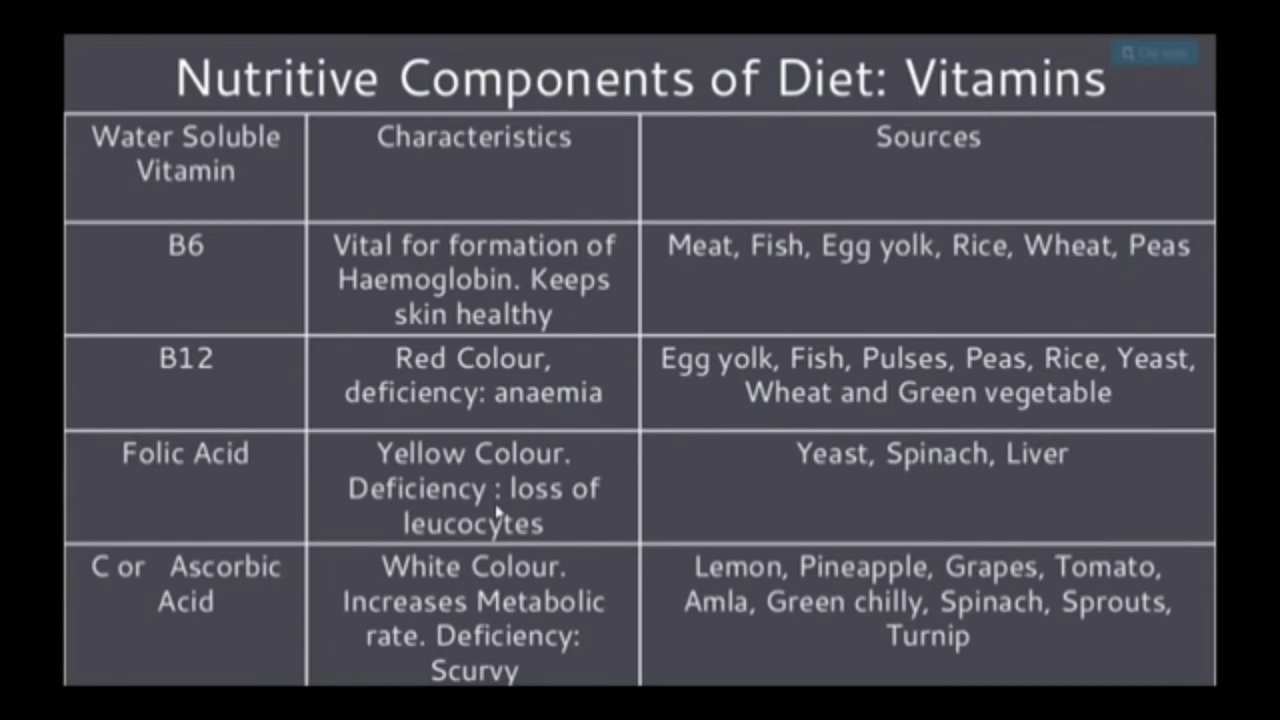 Nutritive Components of Diet: Vitamins
Water Soluble
Vitamin
Characteristics
Sources
B6
Vital for formation of
Haemoglobin. Keeps
skin healthy
Meat, Fish, Egg yolk, Rice, Wheat, Peas
B12
Red Colour,
deficiency: anaemia
Egg yolk, Fish, Pulses, Peas, Rice, Yeast,
Wheat and Green vegetable
Folic Acid
Yellow Colour.
Deficiency : loss of
leucocytes
Yeast, Spinach, Liver
C or Ascorbic
Acid
White Colour.
Increases Metabolic
rate. Deficiency:
Scurvy
Lemon, Pineapple, Grapes, Tomato,
Amla, Green chilly, Spinach, Sprouts,
Turnip